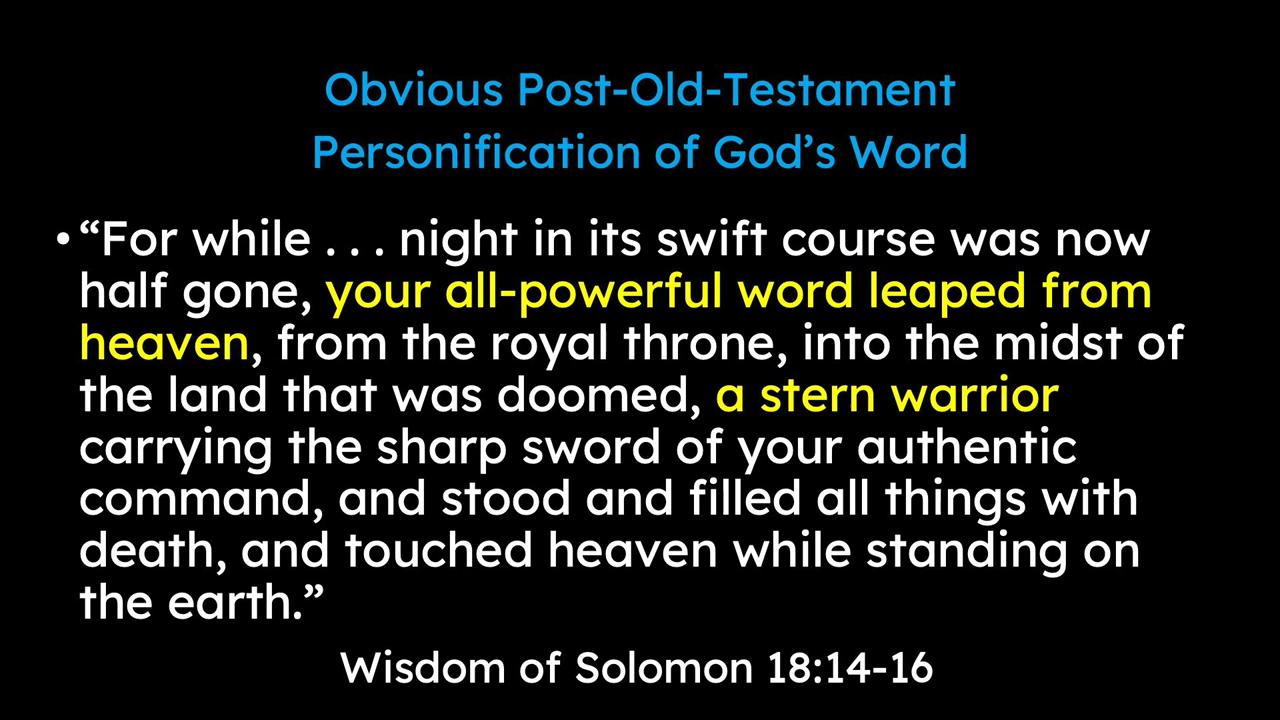 Obvious Post-Old-Testament
Personification of God’s Word
• “For while . . . night in its swift course was now
half gone, your all-powerful word leaped from
heaven, from the royal throne, into the midst of
the land that was doomed, a stern warrior
carrying the sharp sword of your authentic
command, and stood and filled all things with
death, and touched heaven while standing on
the earth.”
Wisdom of Solomon 18:14-16